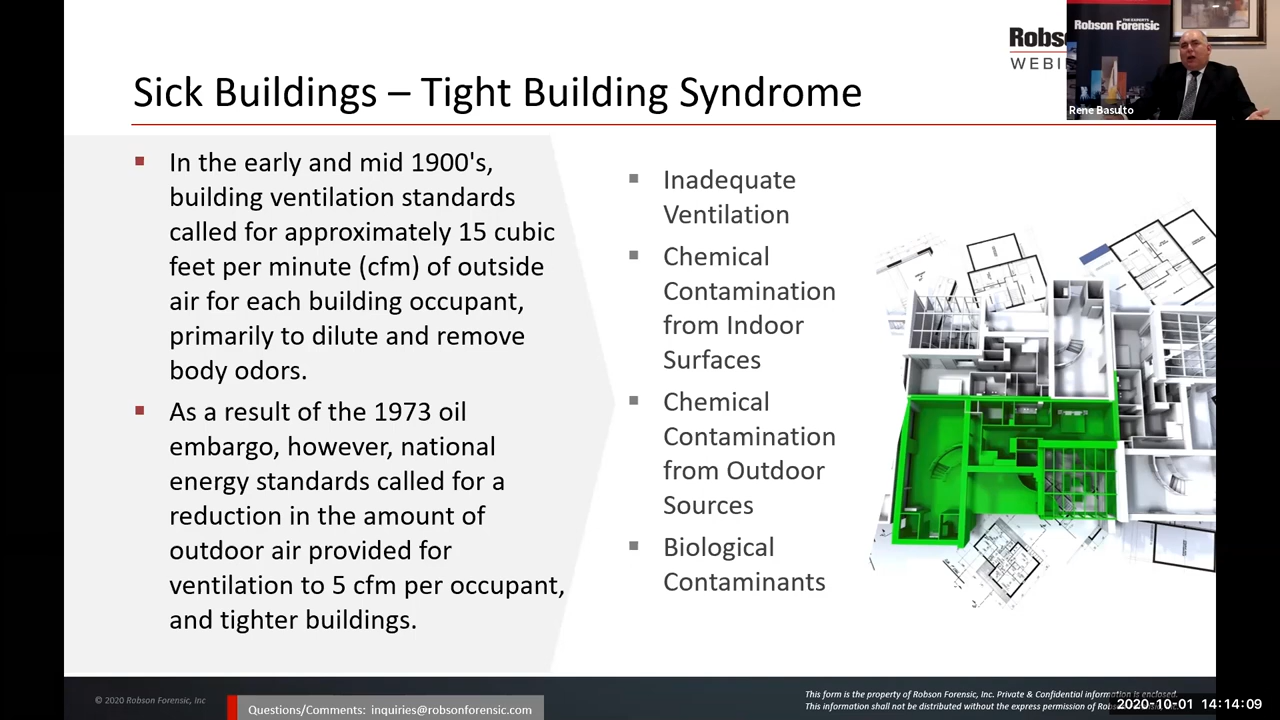 Robs
WEBI
THE EXPERTS
Robson Forensic
Rene Basulto
Sick Buildings – Tight Building Syndrome
In the early and mid 1900's,
building ventilation standards
called for approximately 15 cubic
feet per minute (cfm) of outside
air for each building occupant,
primarily to dilute and remove
body odors.
As a result of the 1973 oil
embargo, however, national
energy standards called for a
reduction in the amount of
outdoor air provided for
ventilation to 5 cfm per occupant,
and tighter buildings.
Inadequate
Ventilation
Chemical
Contamination
from Indoor
Surfaces
Chemical
Contamination
from Outdoor
Sources
Biological
Contaminants
© 2020 Robson Forensic, Inc
Questions/Comments: inquiries@robsonforensic.com
This form is the property of Robson Forensic, Inc. Private & Confidential information is enclosed.
This information shall not be distributed without the express permission of Rob
2020-10-01 14:14:09